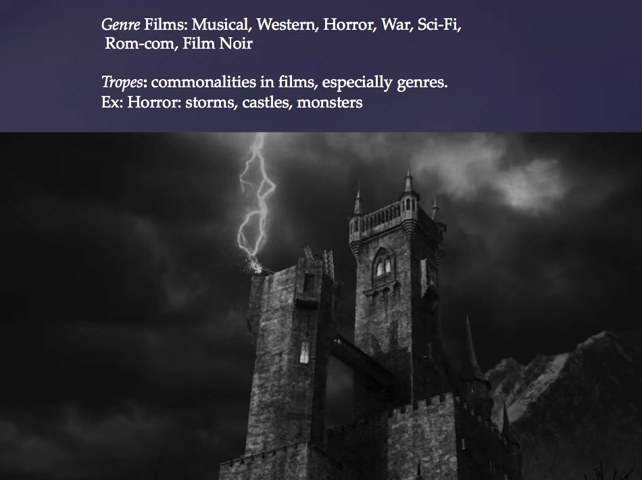 Genre Films: Musical, Western, Horror, War, Sci-Fi,
Rom-com, Film Noir
Tropes: commonalities in films, especially genres.
Ex: Horror: storms, castles, monsters